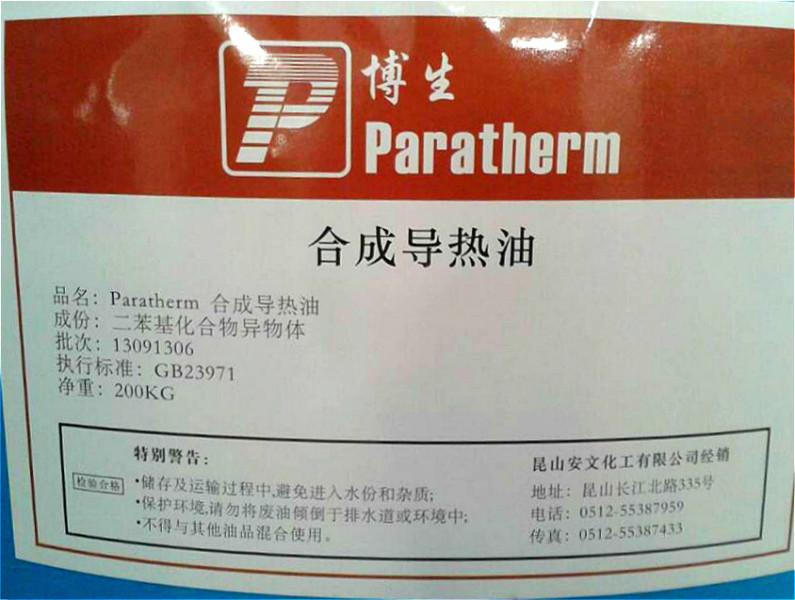 博生
P®
Paratherm
合成导热油
品名：Paratherm 合成导热油
成份：二苯基化合物异物体
批次：13091306
执行标准：GB23971
净重：200KG
特别警告：
检验合格
•储存及运输过程中,避免进入水份和杂质;
•保护环境,请勿将废油倾倒于排水道或环境中;
•不得与其他油品混合使用。
昆山安文化工有限公司经销
地址：昆山长江北路335号
电话：0512-55387959
传真：0512-55387433